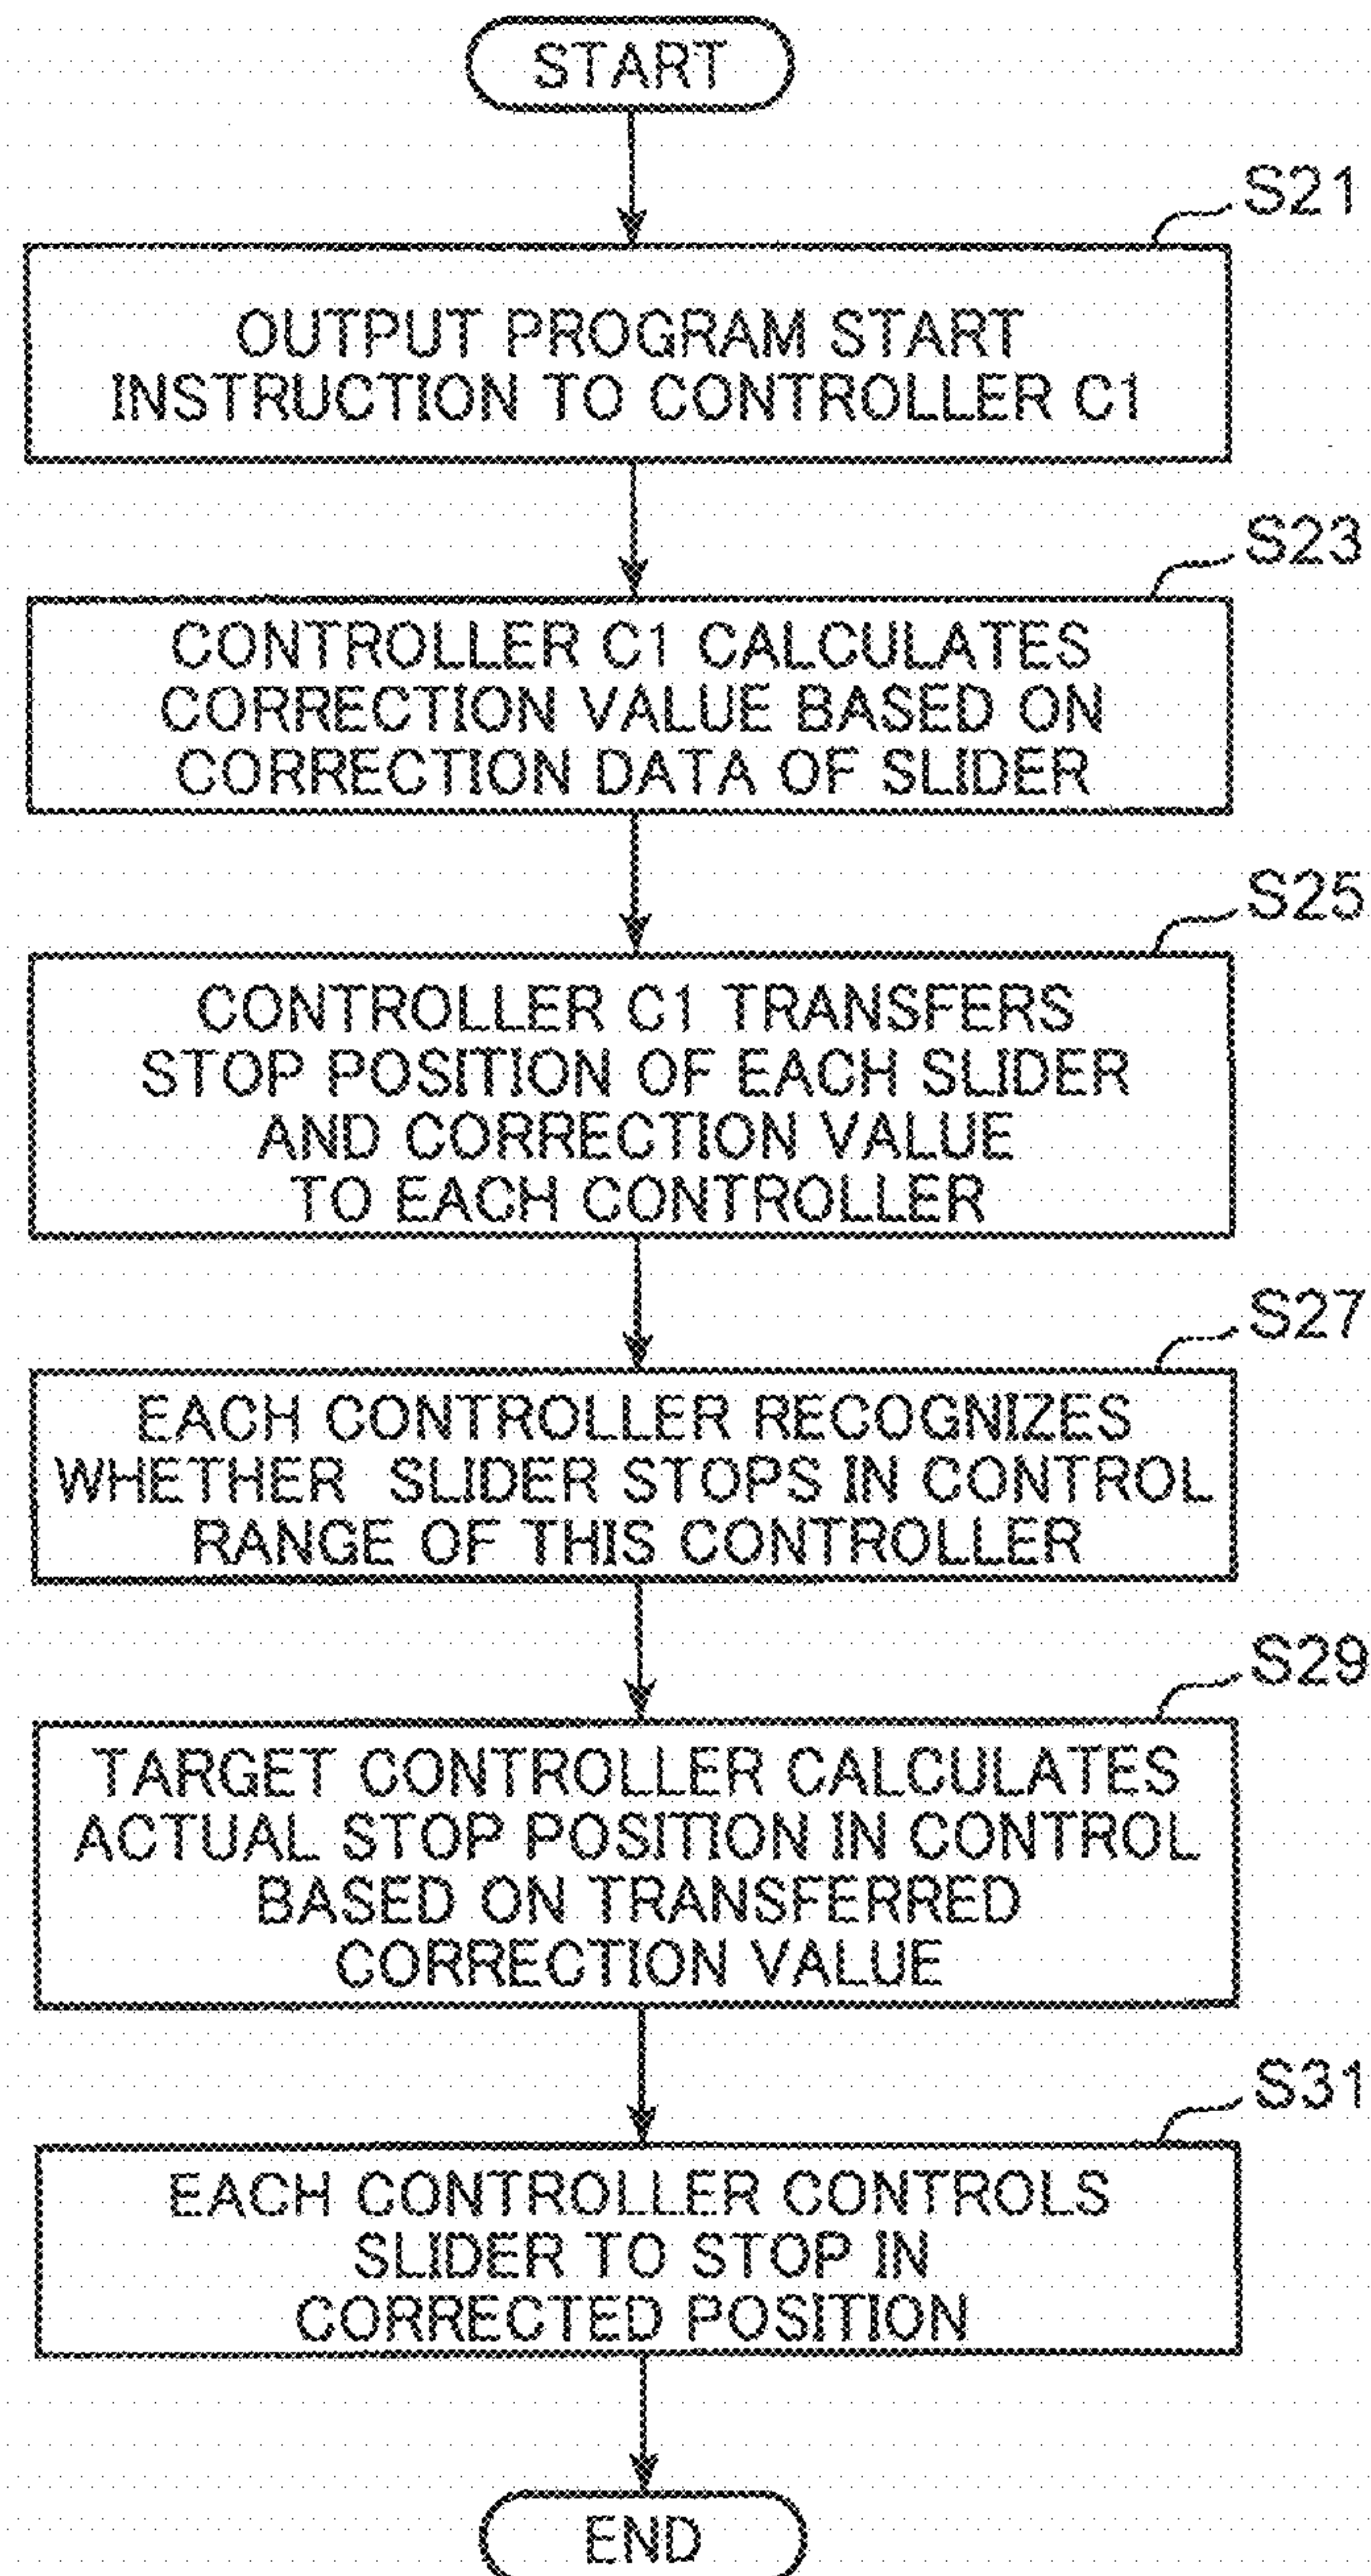 START
S21
OUTPUT PROGRAM START
INSTRUCTION TO CONTROLLER C1
S23
CONTROLLER C1 CALCULATES
CORRECTION VALUE BASED ON
CORRECTION DATA OF SLIDER
S25
CONTROLLER C1 TRANSFERS
STOP POSITION OF EACH SLIDER
AND CORRECTION VALUE
TO EACH CONTROLLER
S27
EACH CONTROLLER RECOGNIZES
WHETHER SLIDER STOPS IN CONTROL
RANGE OF THIS CONTROLLER
S29
TARGET CONTROLLER CALCULATES
ACTUAL STOP POSITION IN CONTROL
BASED ON TRANSFERRED
CORRECTION VALUE
S31
EACH CONTROLLER CONTROLS
SLIDER TO STOP IN
CORRECTED POSITION
END